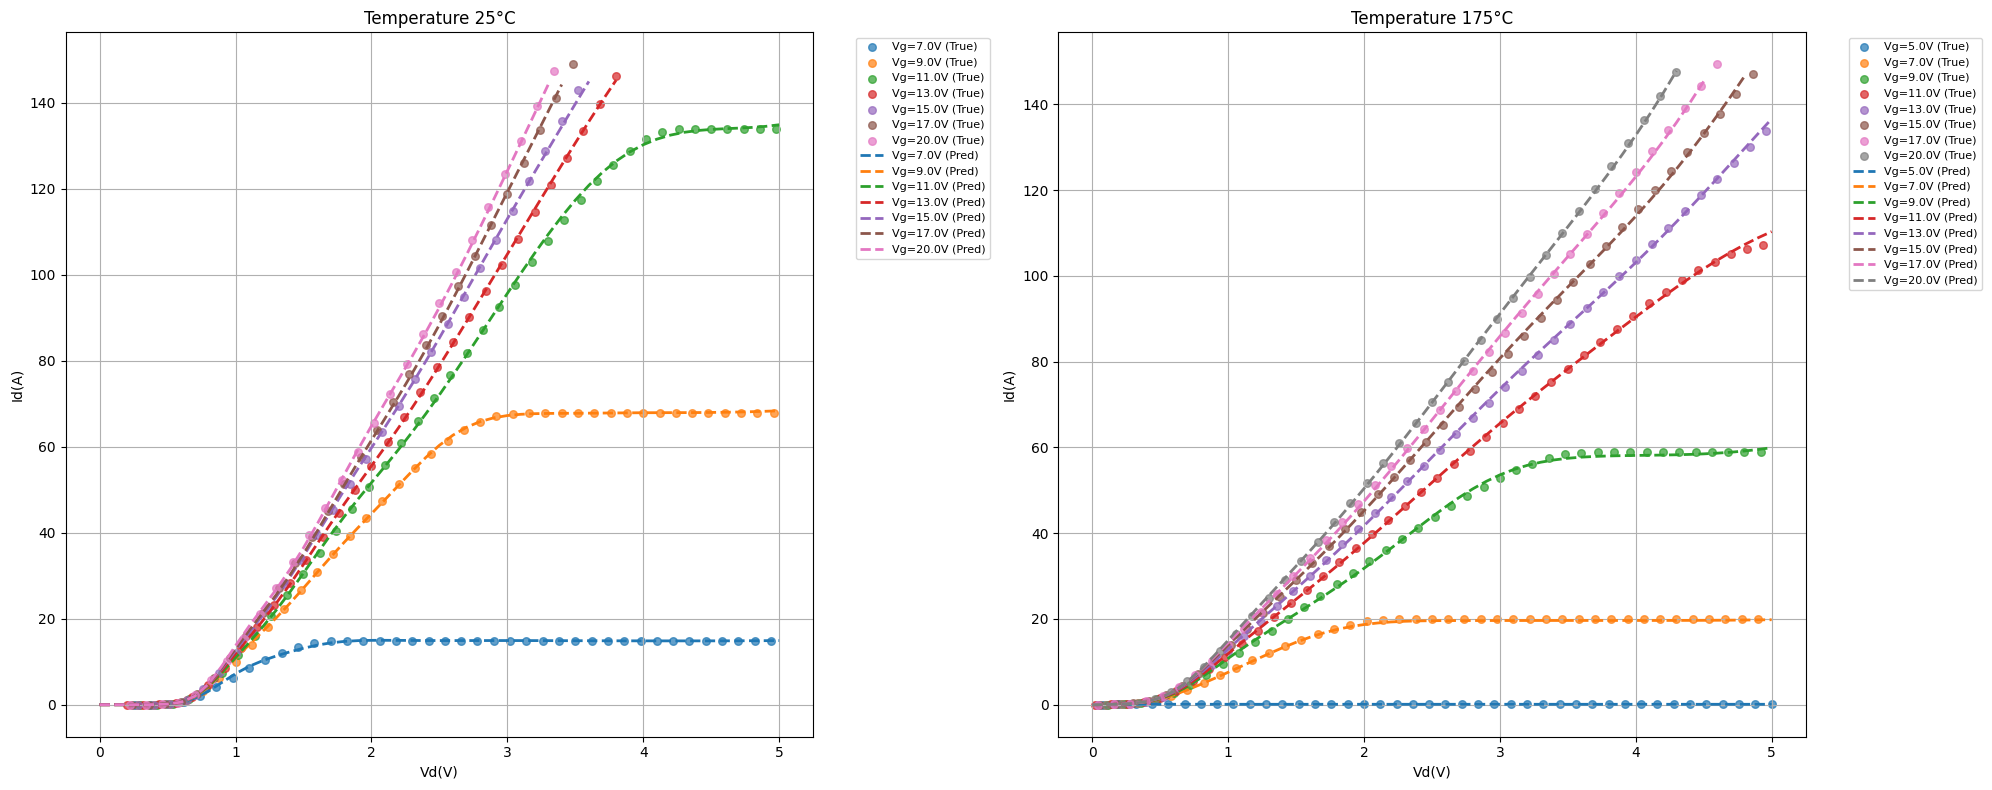 Temperature 25°C
140
120
100
80
60
40
20
0
Id(A)
0 1 2 3 4 5
Vd(V)
Vg=7.0V (True)
Vg=9.0V (True)
Vg=11.0V (True)
Vg=13.0V (True)
Vg=15.0V (True)
Vg=17.0V (True)
Vg=20.0V (True)
Vg=7.0V (Pred)
Vg=9.0V (Pred)
Vg=11.0V (Pred)
Vg=13.0V (Pred)
Vg=15.0V (Pred)
Vg=17.0V (Pred)
Vg=20.0V (Pred)
Temperature 175°C
140
120
100
80
60
40
20
0
Id(A)
0 1 2 3 4 5
Vd(V)
Vg=5.0V (True)
Vg=7.0V (True)
Vg=9.0V (True)
Vg=11.0V (True)
Vg=13.0V (True)
Vg=15.0V (True)
Vg=17.0V (True)
Vg=20.0V (True)
Vg=5.0V (Pred)
Vg=7.0V (Pred)
Vg=9.0V (Pred)
Vg=11.0V (Pred)
Vg=13.0V (Pred)
Vg=15.0V (Pred)
Vg=17.0V (Pred)
Vg=20.0V (Pred)